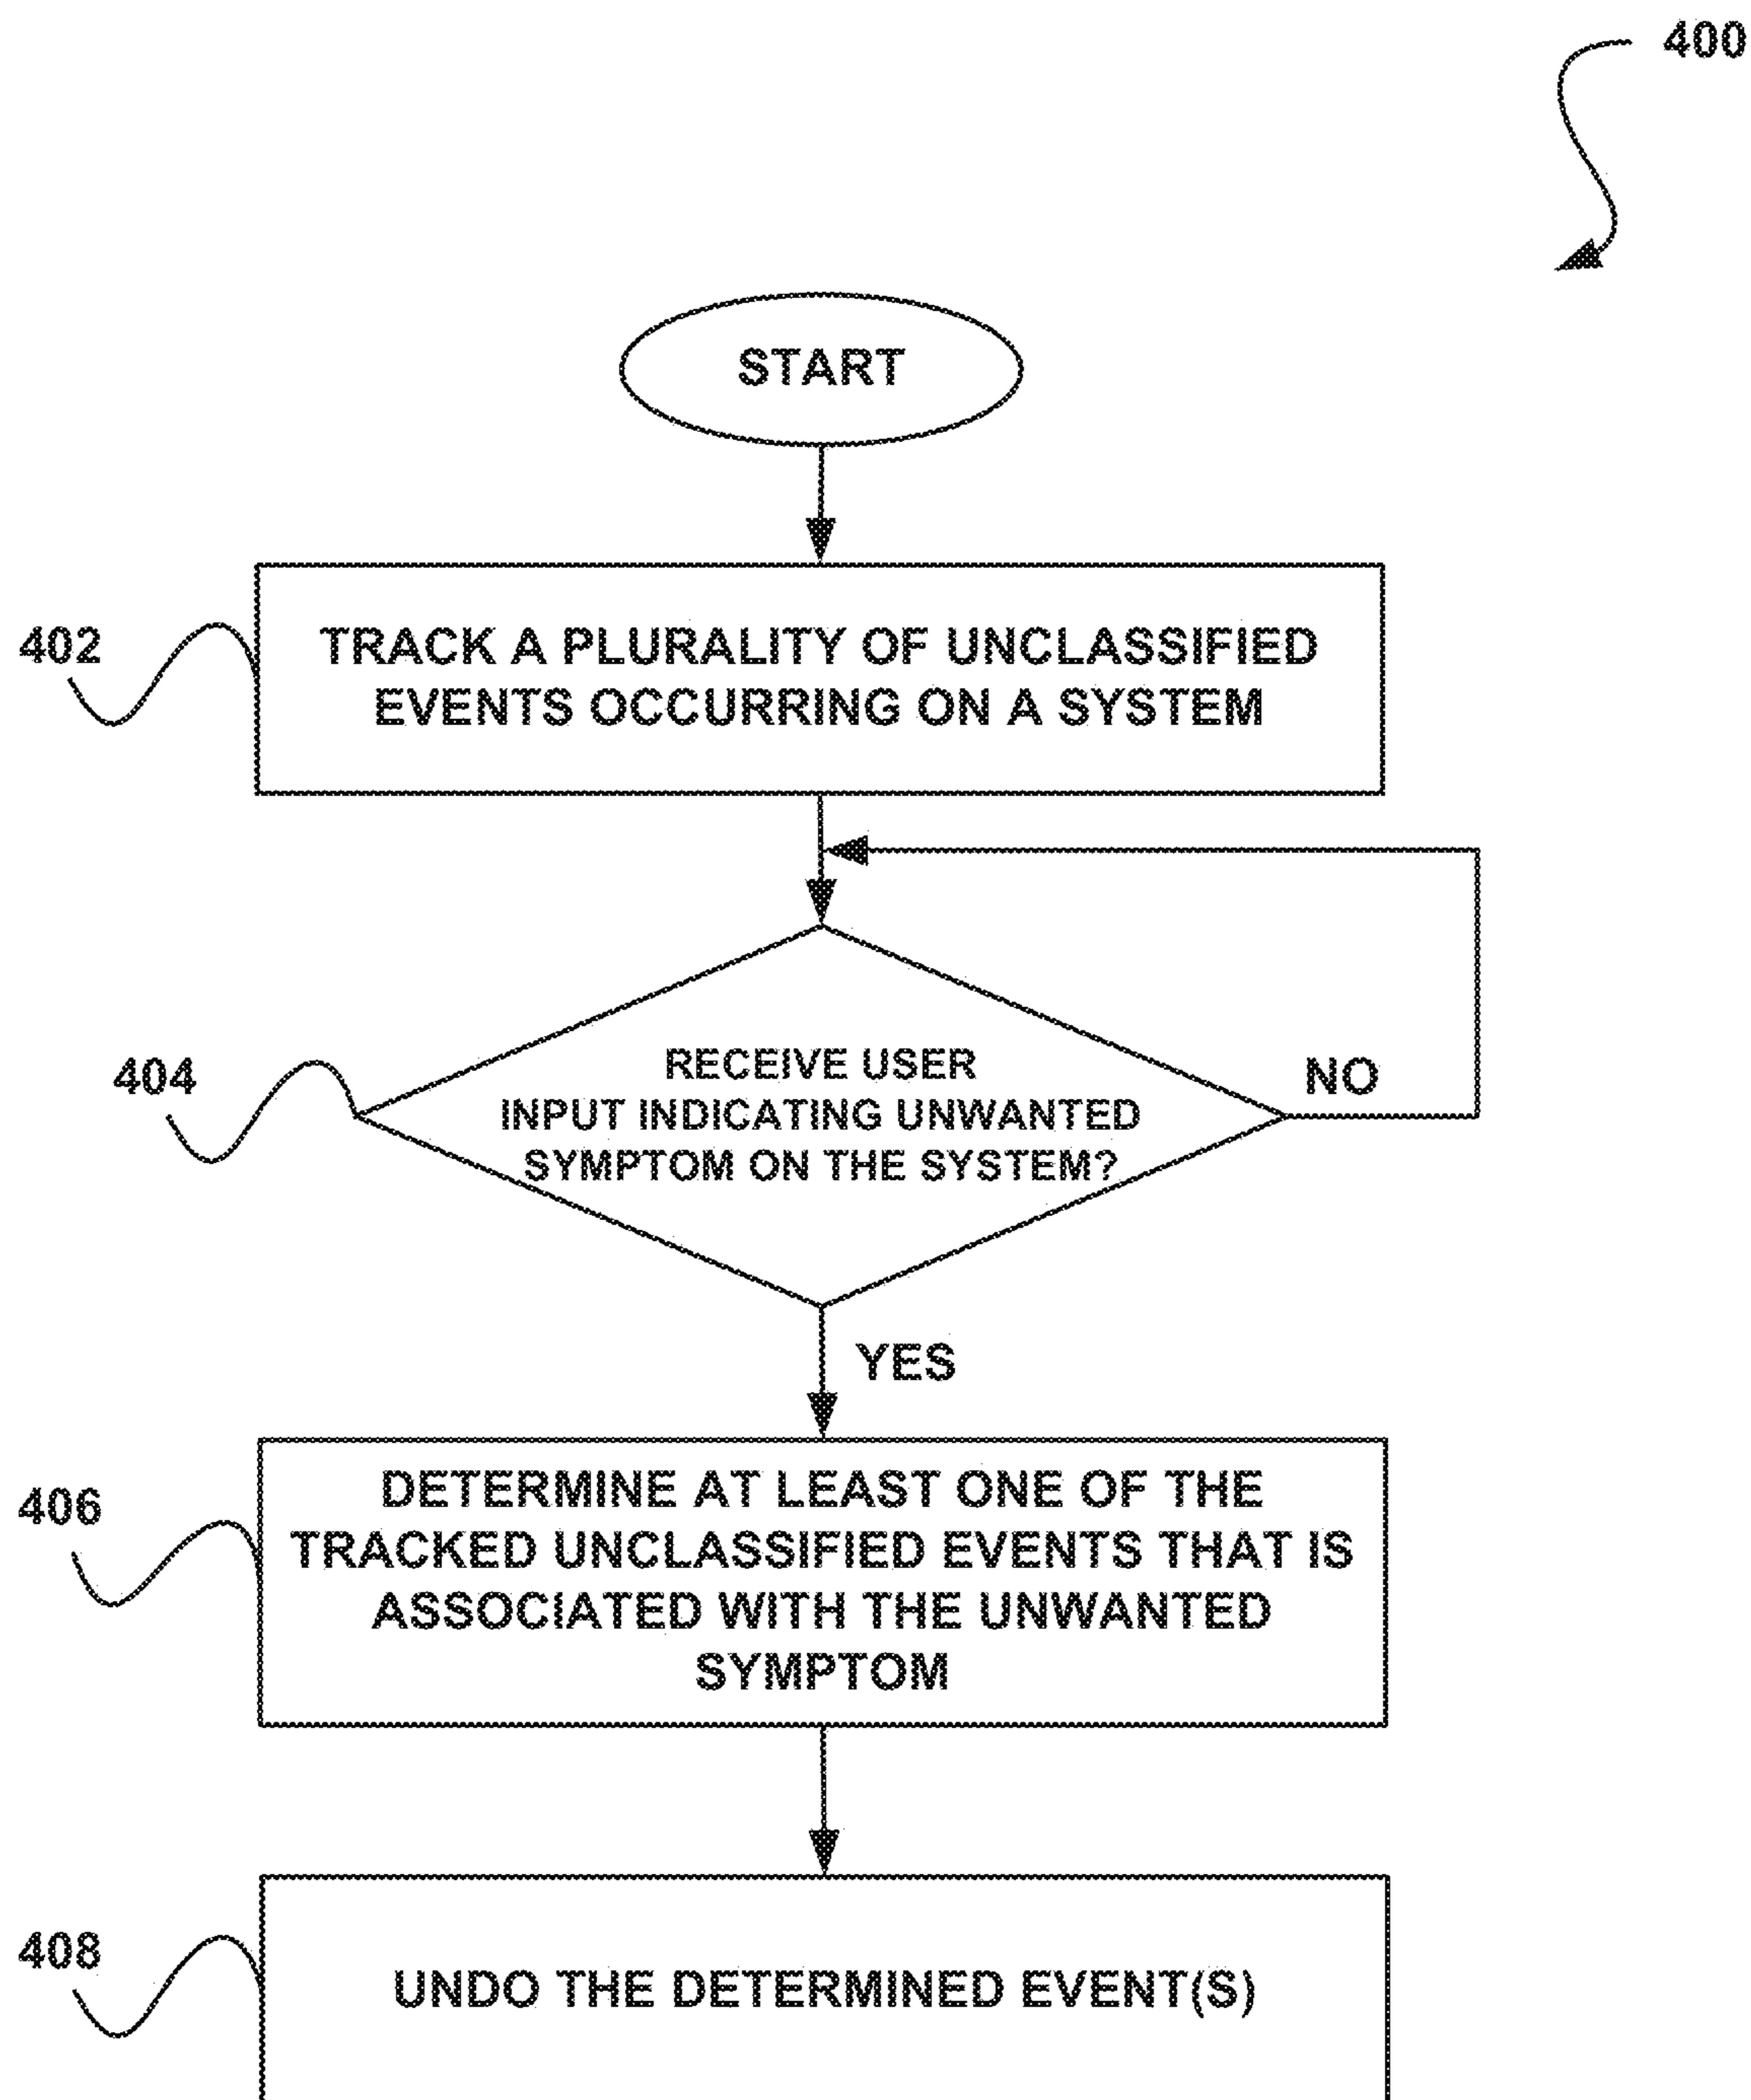 400
START
402
TRACK A PLURALITY OF UNCLASSIFIED
EVENTS OCCURRING ON A SYSTEM
404
RECEIVE USER
INPUT INDICATING UNWANTED
SYMPTOM ON THE SYSTEM?
NO
YES
406
DETERMINE AT LEAST ONE OF THE
TRACKED UNCLASSIFIED EVENTS THAT IS
ASSOCIATED WITH THE UNWANTED
SYMPTOM
408
UNDO THE DETERMINED EVENT(S)